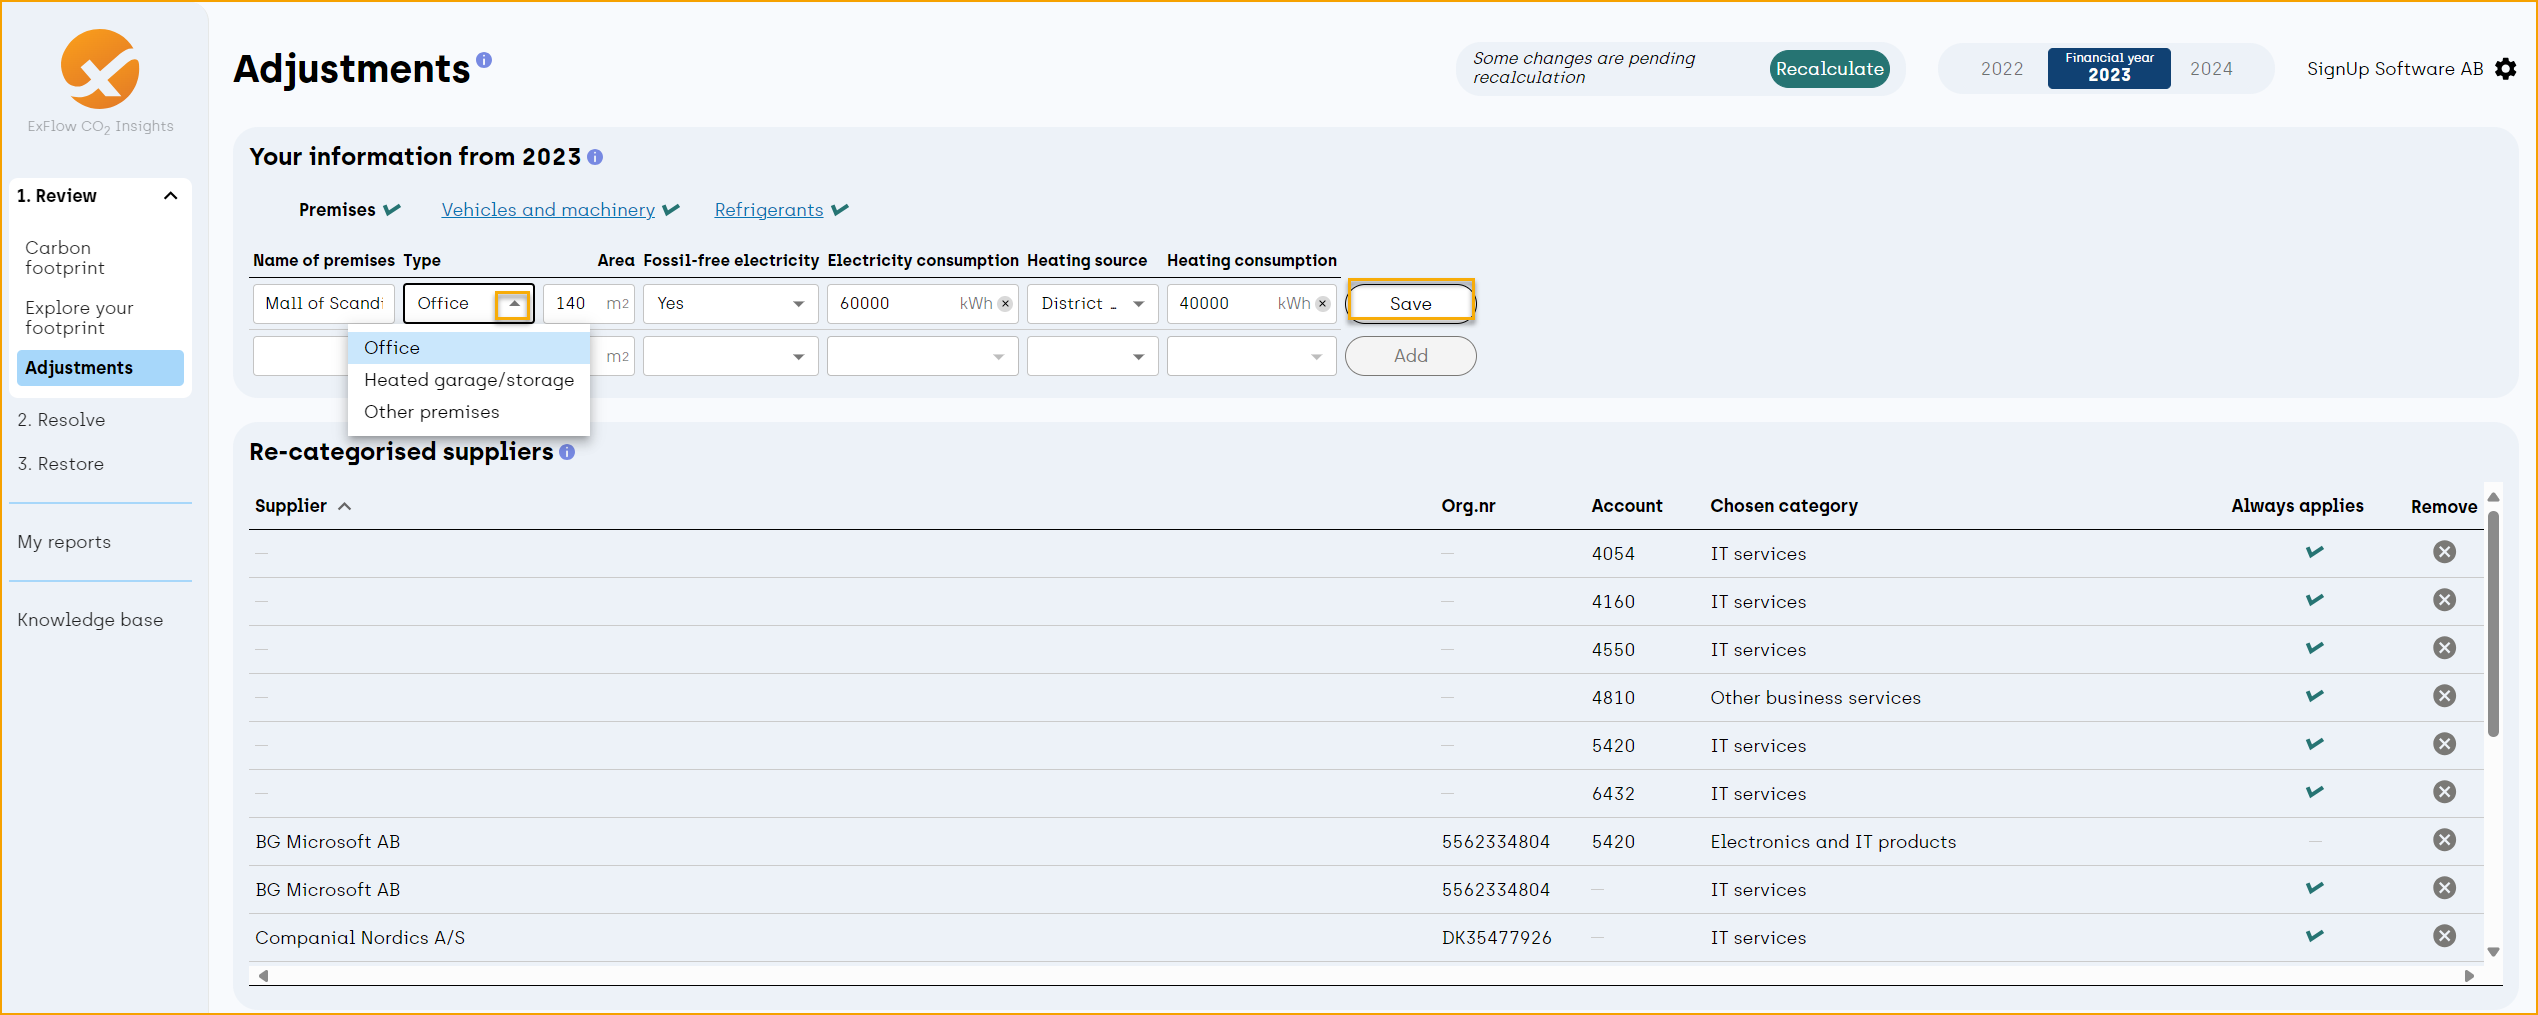 ExFlow CO2 Insights
1. Review
Carbon
footprint
Explore your
footprint
Adjustments
2. Resolve
3. Restore
My reports
Knowledge base
Adjustments
Some changes are pending
recalculation
Recalculate
2022
Financial year
2023
2024
SignUp Software AB
Your information from 2023
Premises
Vehicles and machinery
Refrigerants
Name of premises Type Area Fossil-free electricity Electricity consumption Heating source Heating consumption
Mall of Scandi Office 140 m2 Yes 60000 kWh District .. 40000 kWh Save
m2 Add
Office
Heated garage/storage
Other premises
Re-categorised suppliers
Supplier Org.nr Account Chosen category Always applies Remove
— — 4054 IT services
— — 4160 IT services
— — 4550 IT services
— — 4810 Other business services
— — 5420 IT services
— — 6432 IT services
BG Microsoft AB 5562334804 5420 Electronics and IT products —
BG Microsoft AB 5562334804 — IT services
Companial Nordics A/S DK35477926 — IT services